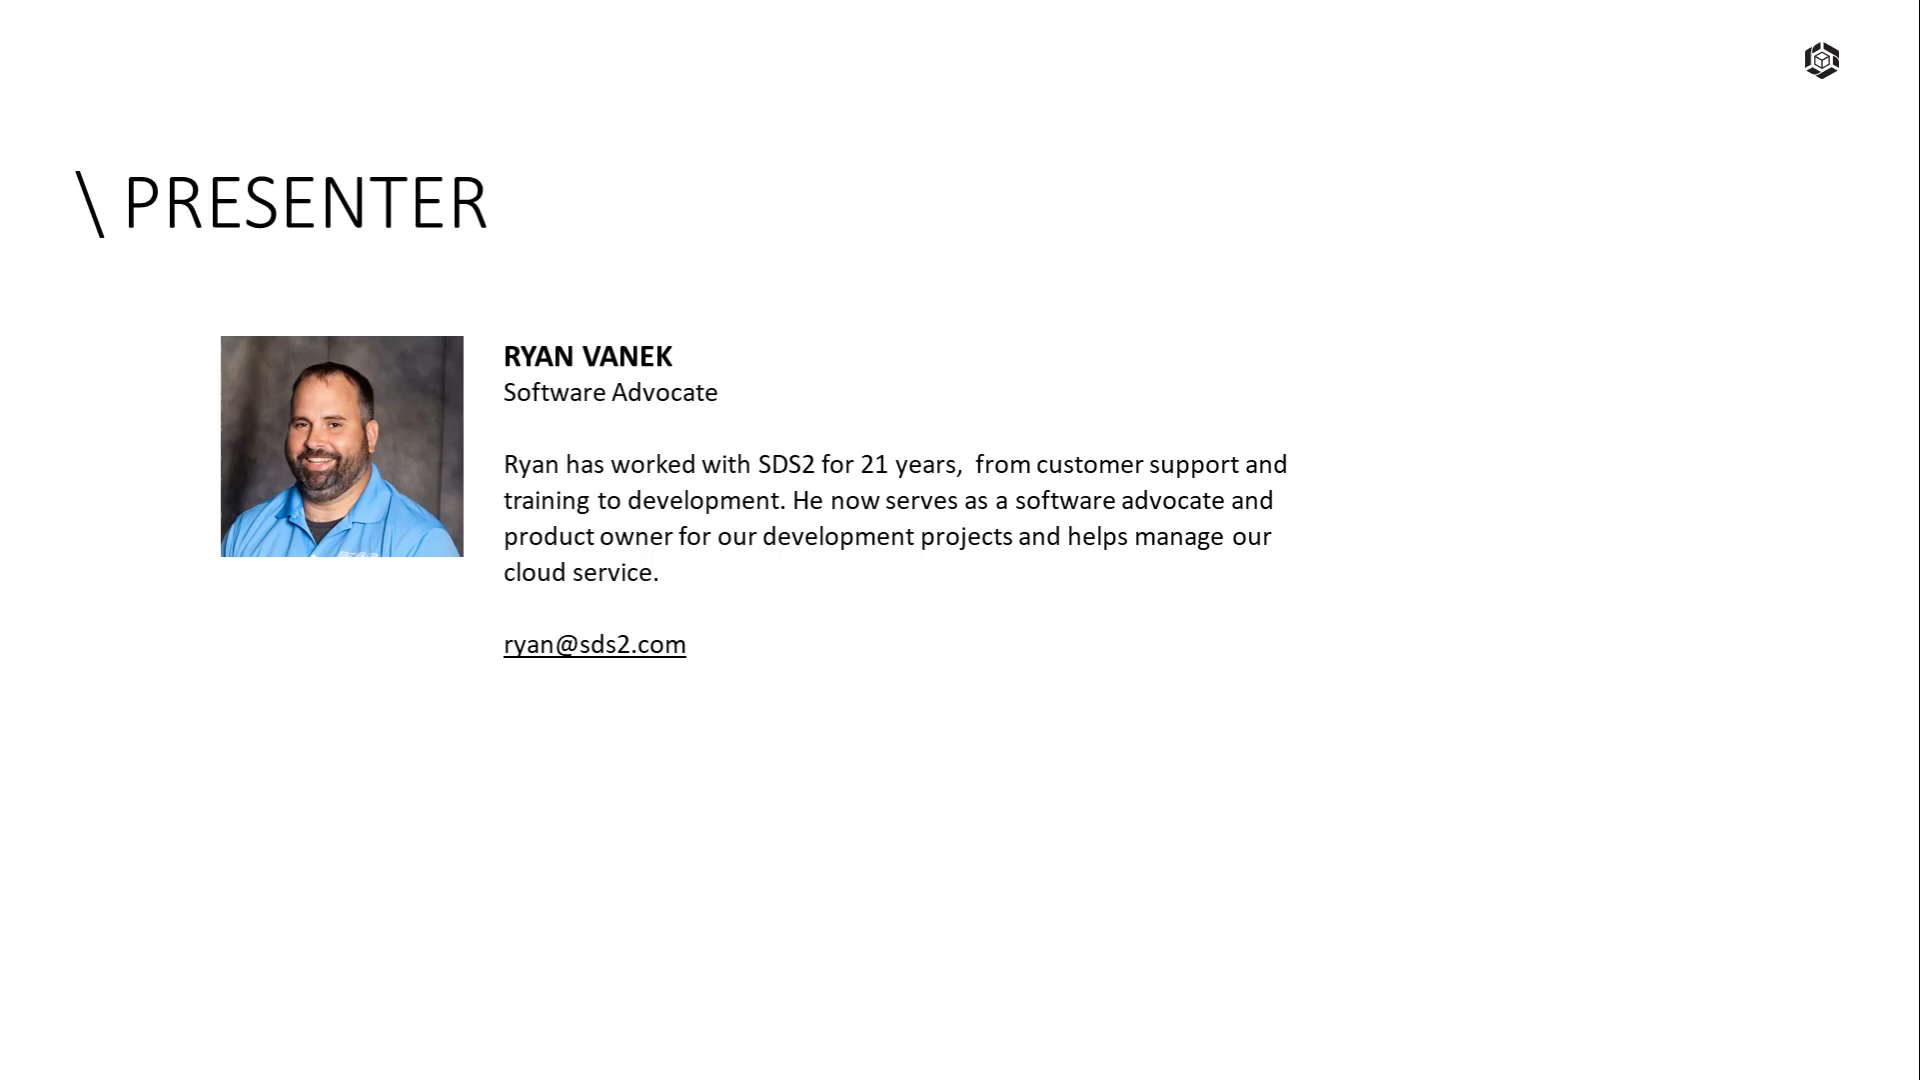 \ PRESENTER
RYAN VANEK
Software Advocate
Ryan has worked with SDS2 for 21 years,  from customer support and
training to development. He now serves as a software advocate and
product owner for our development projects and helps manage our
cloud service.
ryan@sds2.com